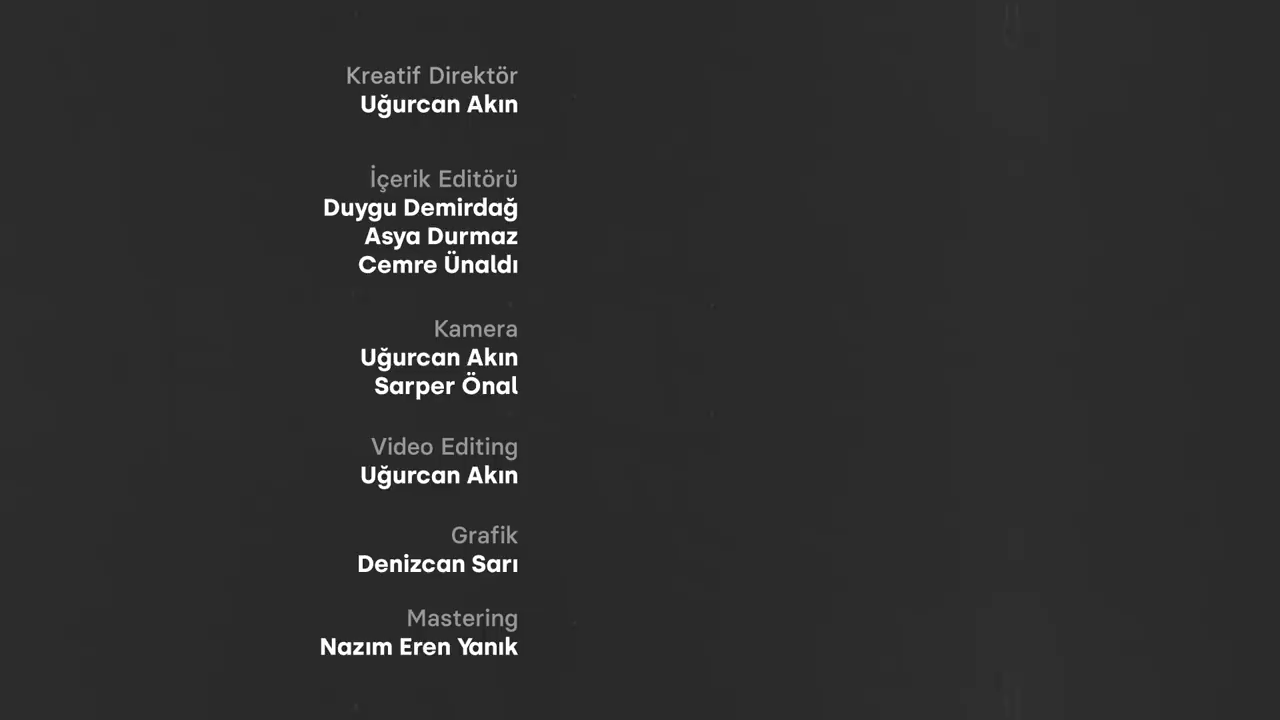 Kreatif Direktör
Uğurcan Akın
İçerik Editörü
Duygu Demirdağ
Asya Durmaz
Cemre Ünaldı
Kamera
Uğurcan Akın
Sarper Önal
Video Editing
Uğurcan Akın
Grafik
Denizcan Sarı
Mastering
Nazım Eren Yanık